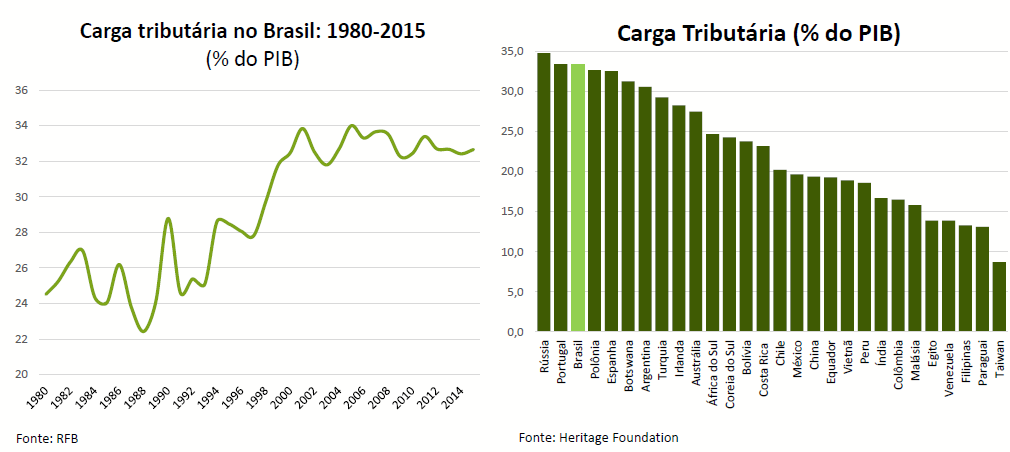 Carga tributária no Brasil: 1980-2015
(% do PIB)
36
34
32
30
28
26
24
22
20
1980
1982
1984
1986
1988
1990
1992
1994
1996
1998
2000
2002
2004
2006
2008
2010
2012
2014
Fonte: RFB
Carga Tributária (% do PIB)
35,0
30,0
25,0
20,0
15,0
10,0
5,0
0,0
Rússia
Portugal
Brasil
Polônia
Espanha
Botswana
Argentina
Turquia
Irlanda
Austrália
África do Sul
Correia do Sul
Bolívia
Costa Rica
Chile
México
China
Equador
Vietnã
Peru
Índia
Colômbia
Malásia
Egito
Venezuela
Filipinas
Paraguai
Taiwan
Fonte: Heritage Foundation